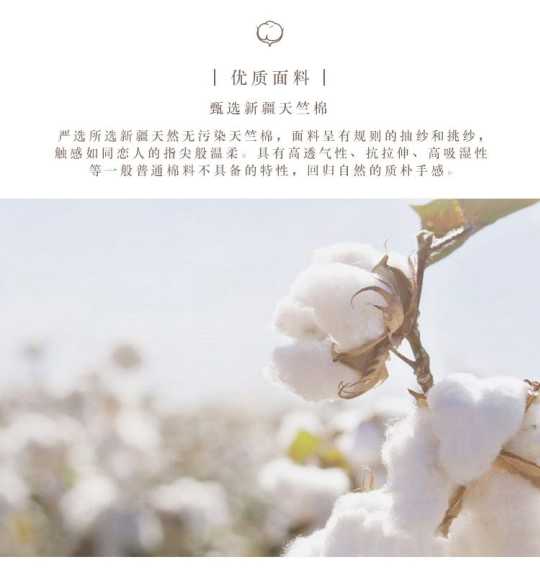 | 优质面料 |
甄选新疆天竺棉
严选所选新疆天然无污染天竺棉，面料呈有规则的抽纱和挑纱，
触感如同恋人的指尖般温柔。具有高透气性、抗拉伸、高吸湿性
等一般普通棉料不具备的特性，回归自然的质朴手感。